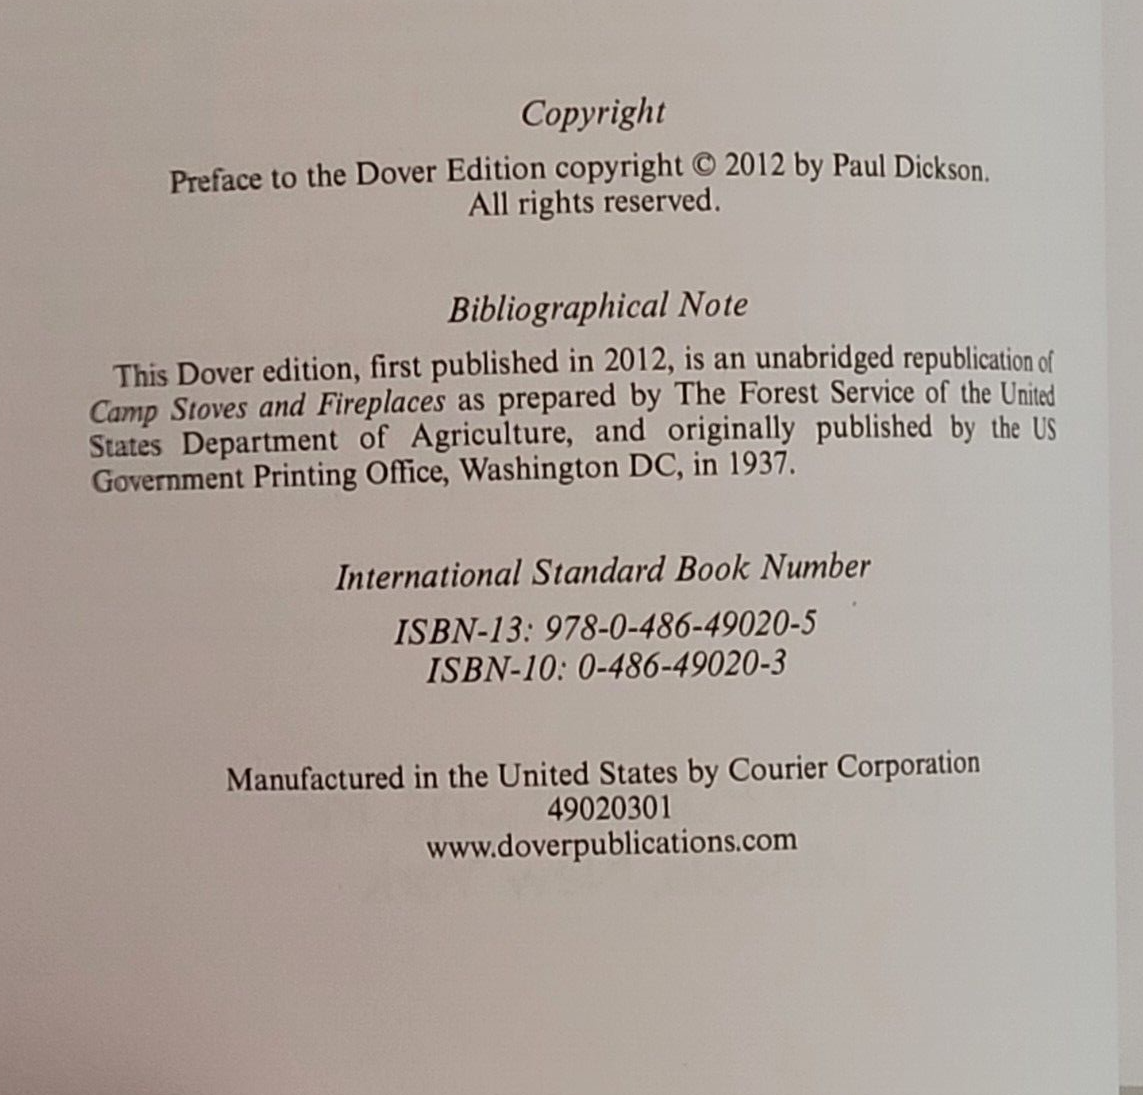 Copyright
Preface to the Dover Edition copyright © 2012 by Paul Dickson.
All rights reserved.
Bibliographical Note
This Dover edition, first published in 2012, is an unabridged republication of
Camp Stoves and Fireplaces as prepared by The Forest Service of the United
States Department of Agriculture, and originally published by the US
Government Printing Office, Washington DC, in 1937.
International Standard Book Number
ISBN-13: 978-0-486-49020-5
ISBN-10: 0-486-49020-3
Manufactured in the United States by Courier Corporation
49020301
www.doverpublications.com